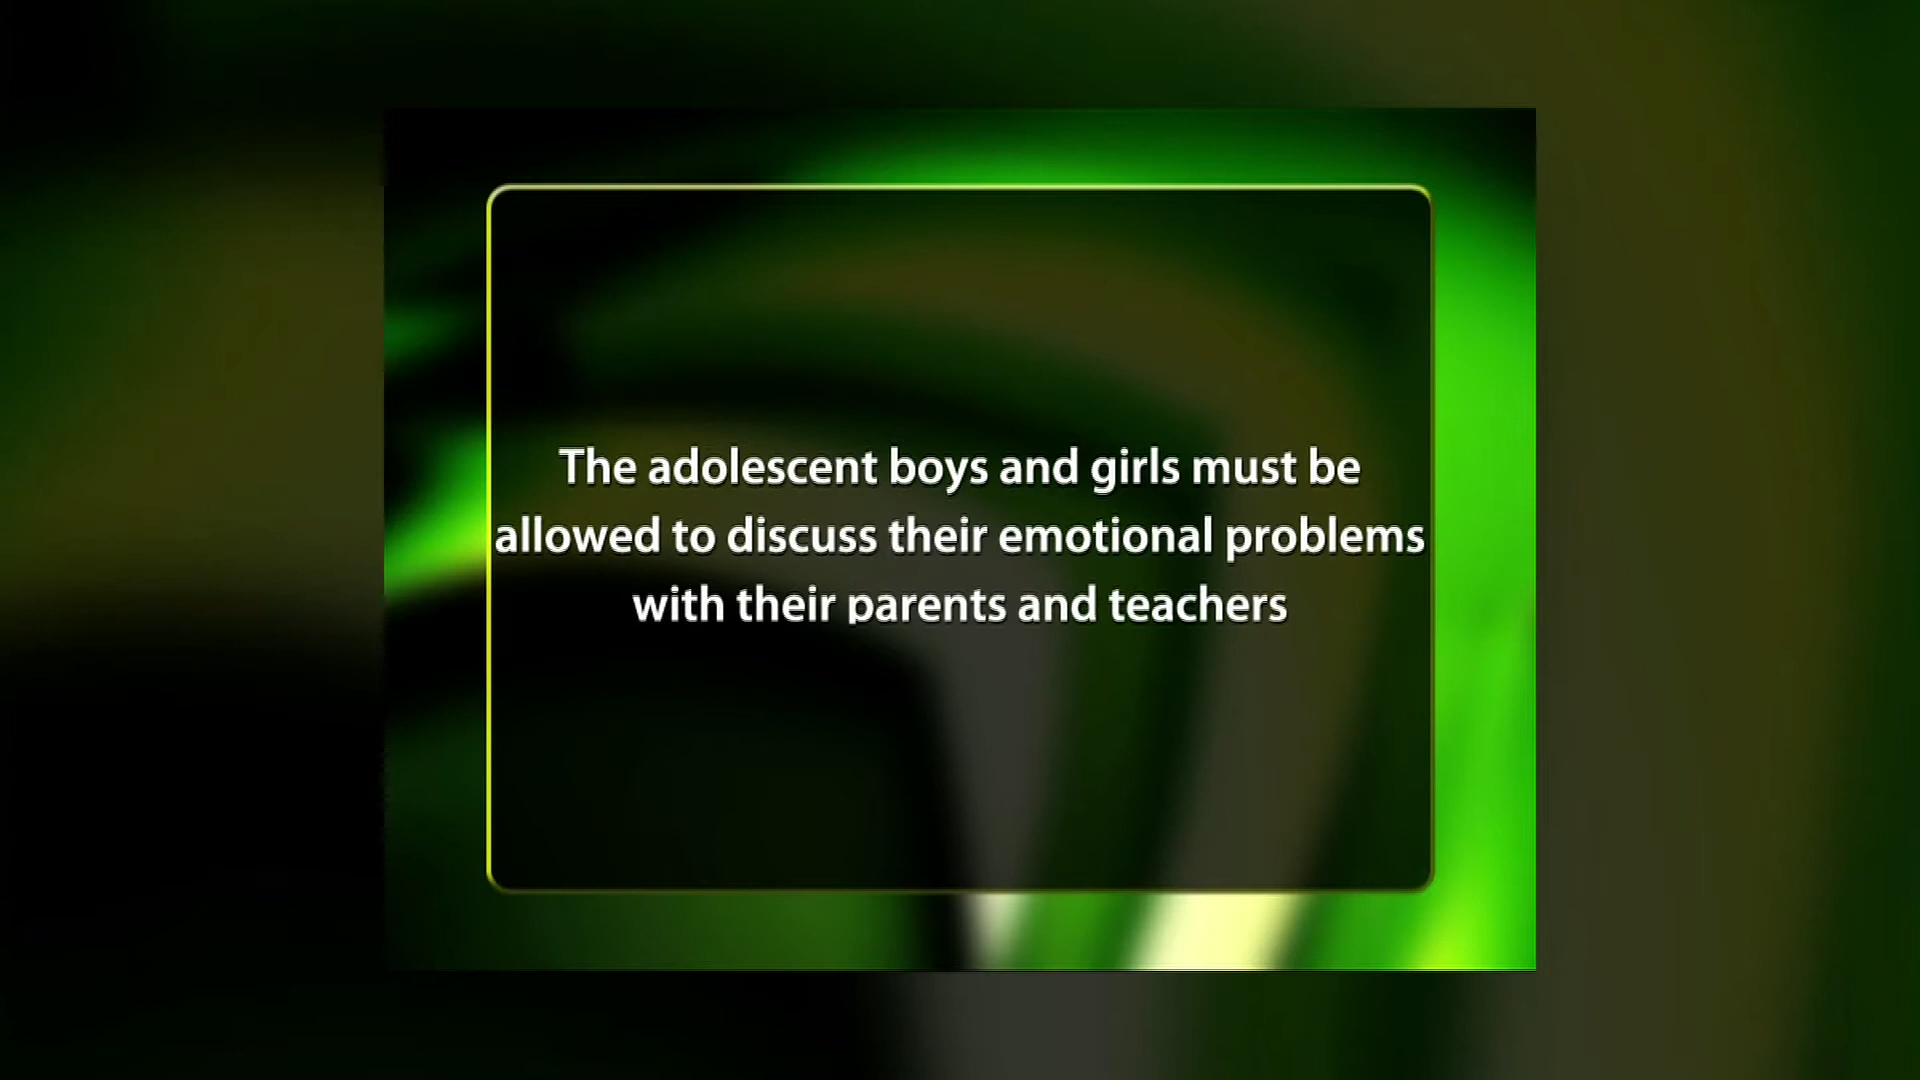 The adolescent boys and girls must be
allowed to discuss their emotional problems
with their parents and teachers